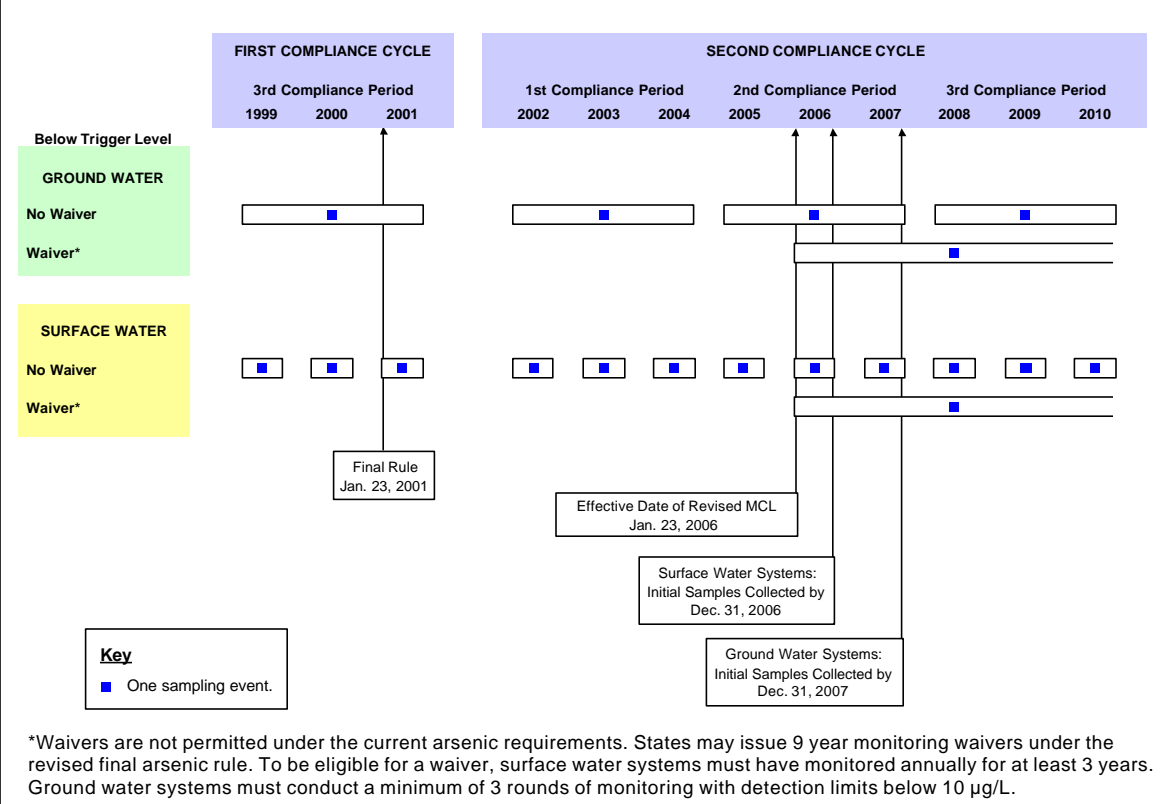 FIRST COMPLIANCE CYCLE
SECOND COMPLIANCE CYCLE
3rd Compliance Period
1st Compliance Period
2nd Compliance Period
3rd Compliance Period
1999 2000 2001 2002 2003 2004 2005 2006 2007 2008 2009 2010
Below Trigger Level
GROUND WATER
No Waiver
Waiver*
SURFACE WATER
No Waiver
Waiver*
Final Rule
Jan. 23, 2001
Effective Date of Revised MCL
Jan. 23, 2006
Surface Water Systems:
Initial Samples Collected by
Dec. 31, 2006
Ground Water Systems:
Initial Samples Collected by
Dec. 31, 2007
Key
One sampling event.
*Waivers are not permitted under the current arsenic requirements. States may issue 9 year monitoring waivers under the
revised final arsenic rule. To be eligible for a waiver, surface water systems must have monitored annually for at least 3 years.
Ground water systems must conduct a minimum of 3 rounds of monitoring with detection limits below 10 µg/L.